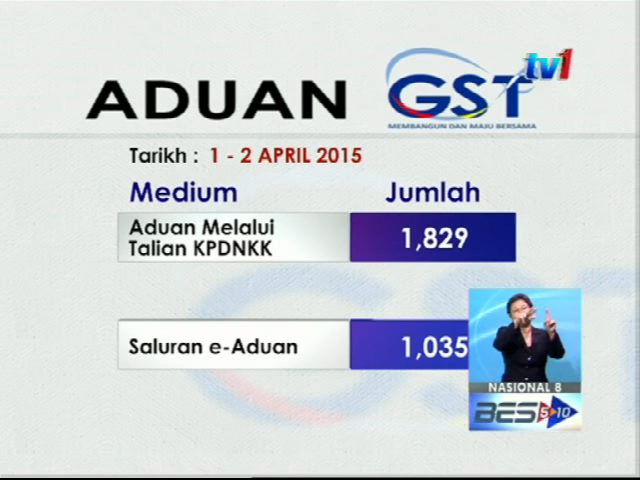 ADUAN GST tv1
MEMBANGUN DAN MAJU BERSAMA
Tarikh : 1 - 2 APRIL 2015
Medium Jumlah
Aduan Melalui
Talian KPDNKK 1,829
Saluran e-Aduan 1,035
NASIONAL 8
BES 5 10